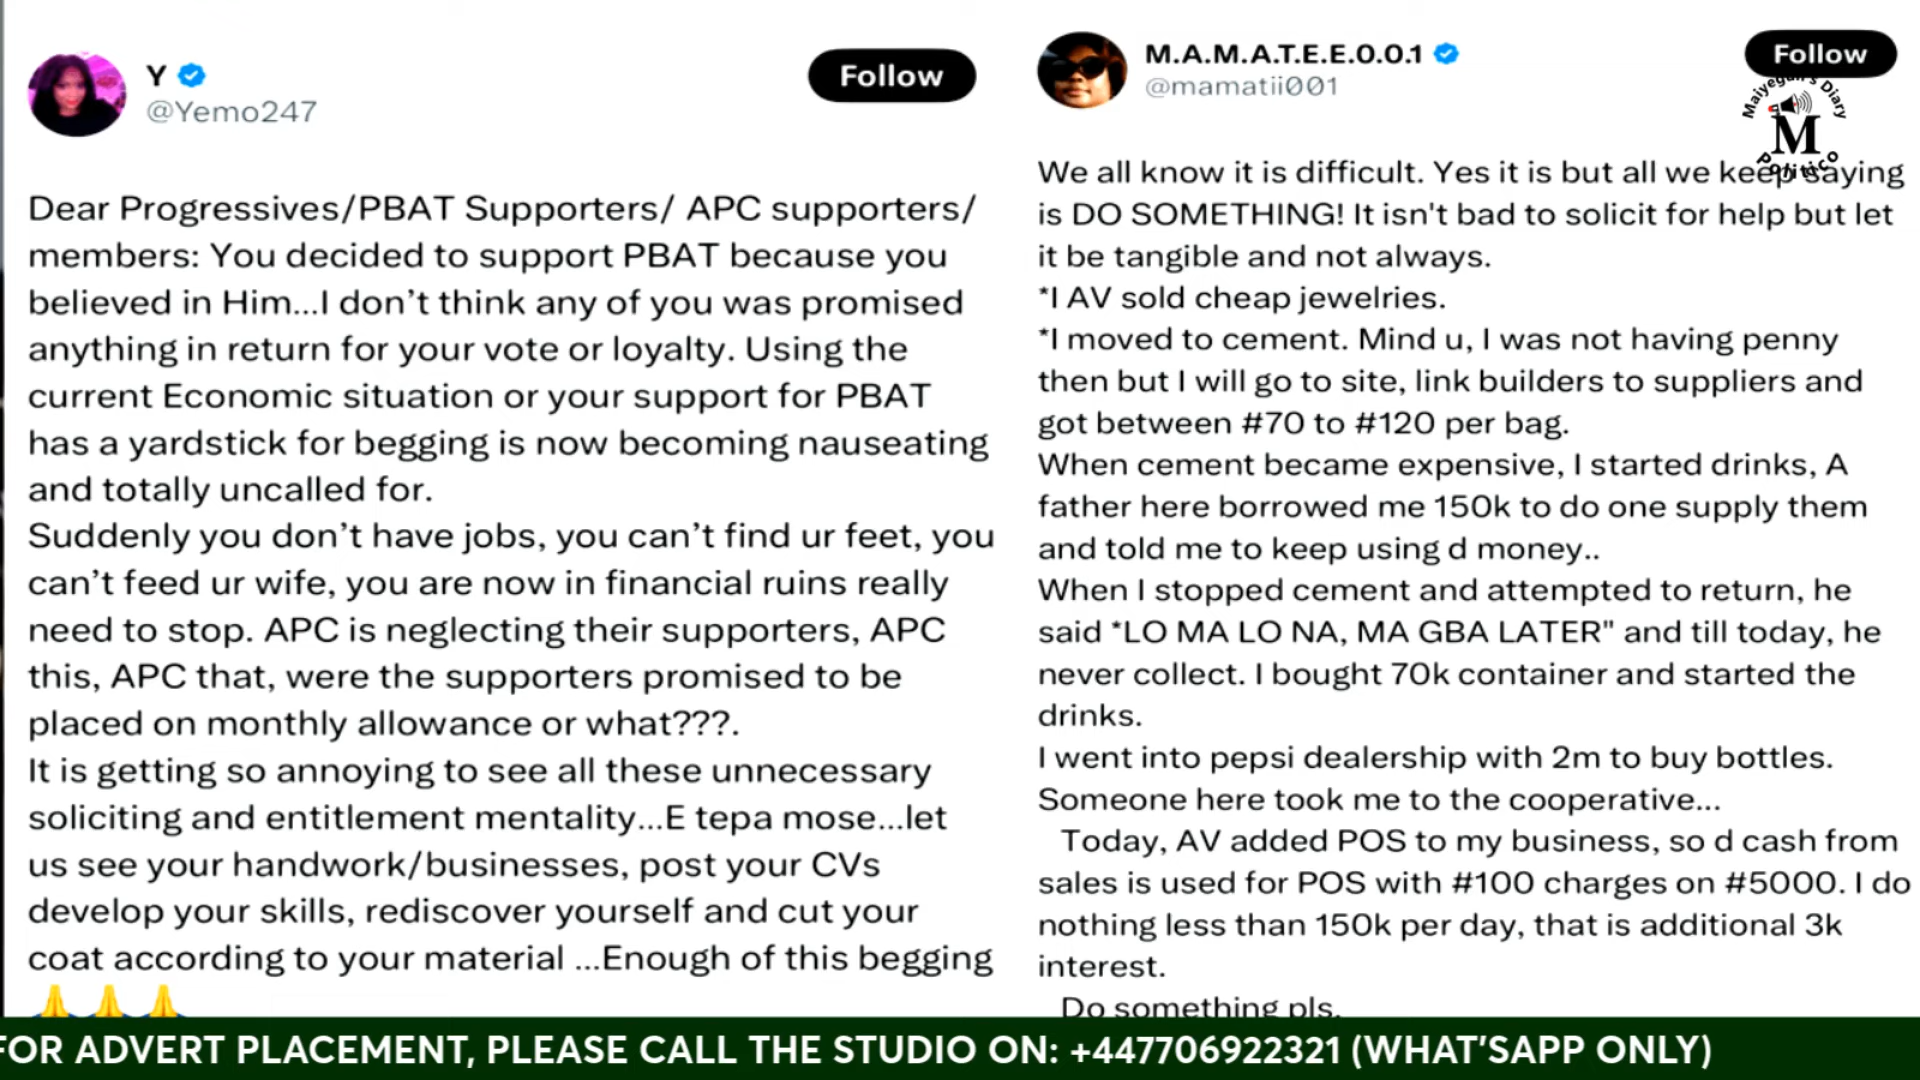 Y
@Yemo247
Follow
Dear Progressives/PBAT Supporters/ APC supporters/
members: You decided to support PBAT because you
believed in Him...I don’t think any of you was promised
anything in return for your vote or loyalty. Using the
current Economic situation or your support for PBAT
has a yardstick for begging is now becoming nauseating
and totally uncalled for.
Suddenly you don’t have jobs, you can’t find ur feet, you
can’t feed ur wife, you are now in financial ruins really
need to stop. APC is neglecting their supporters, APC
this, APC that, were the supporters promised to be
placed on monthly allowance or what???.
It is getting so annoying to see all these unnecessary
soliciting and entitlement mentality...E tepa mose...let
us see your handwork/businesses, post your CVs
develop your skills, rediscover yourself and cut your
coat according to your material ...Enough of this begging
🙏🙏🙏
M.A.M.A.T.E.E.0.0.1
@mamatii001
Follow
Maiyegun's Diary
M
Politico
We all know it is difficult. Yes it is but all we keep saying
is DO SOMETHING! It isn't bad to solicit for help but let
it be tangible and not always.
*I AV sold cheap jewelries.
*I moved to cement. Mind u, I was not having penny
then but I will go to site, link builders to suppliers and
got between #70 to #120 per bag.
When cement became expensive, I started drinks, A
father here borrowed me 150k to do one supply them
and told me to keep using d money..
When I stopped cement and attempted to return, he
said *LO MA LO NA, MA GBA LATER" and till today, he
never collect. I bought 70k container and started the
drinks.
I went into pepsi dealership with 2m to buy bottles.
Someone here took me to the cooperative...
Today, AV added POS to my business, so d cash from
sales is used for POS with #100 charges on #5000. I do
nothing less than 150k per day, that is additional 3k
interest.
Do something pls.
FOR ADVERT PLACEMENT, PLEASE CALL THE STUDIO ON: +447706922321 (WHAT'SAPP ONLY)